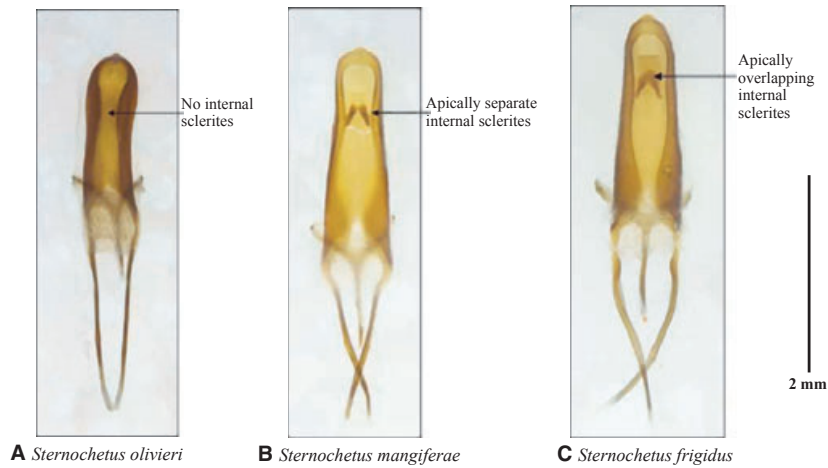 No internal
sclerites
Apically separate
internal sclerites
Apically
overlapping
internal
sclerites
2 mm
A Sternochetus olivieri
B Sternochetus mangiferae
C Sternochetus frigidus